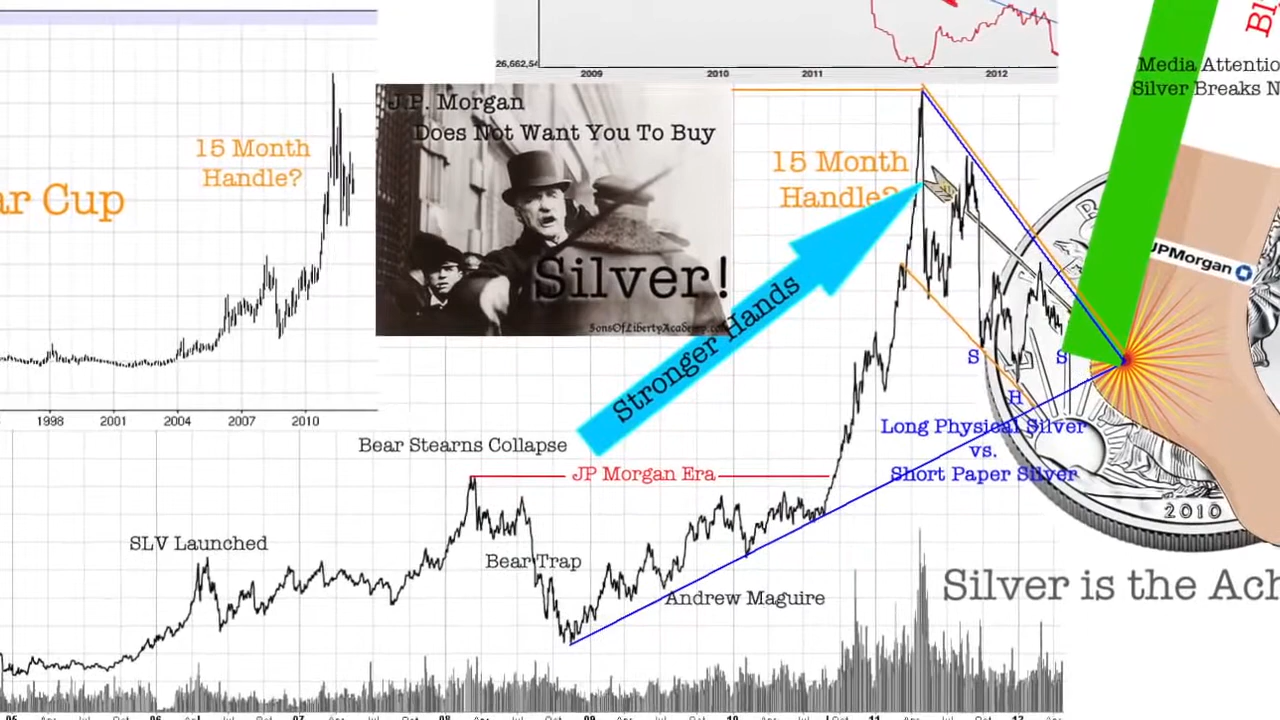 26,662,54
2009 2010 2011 2012
J.P. Morgan
Does Not Want You To Buy
Silver!
SonsOfLibertyAcademy.com
15 Month
Handle?
ar Cup
1998 2001 2004 2007 2010
15 Month
Handle?
Stronger Hands
Media Attentio
Silver Breaks N
JPMorgan
S
S
H
Long Physical Silver
vs.
Short Paper Silver
2010
Bear Stearns Collapse
JP Morgan Era
SLV Launched
Bear Trap
Andrew Maguire
Silver is the Ach